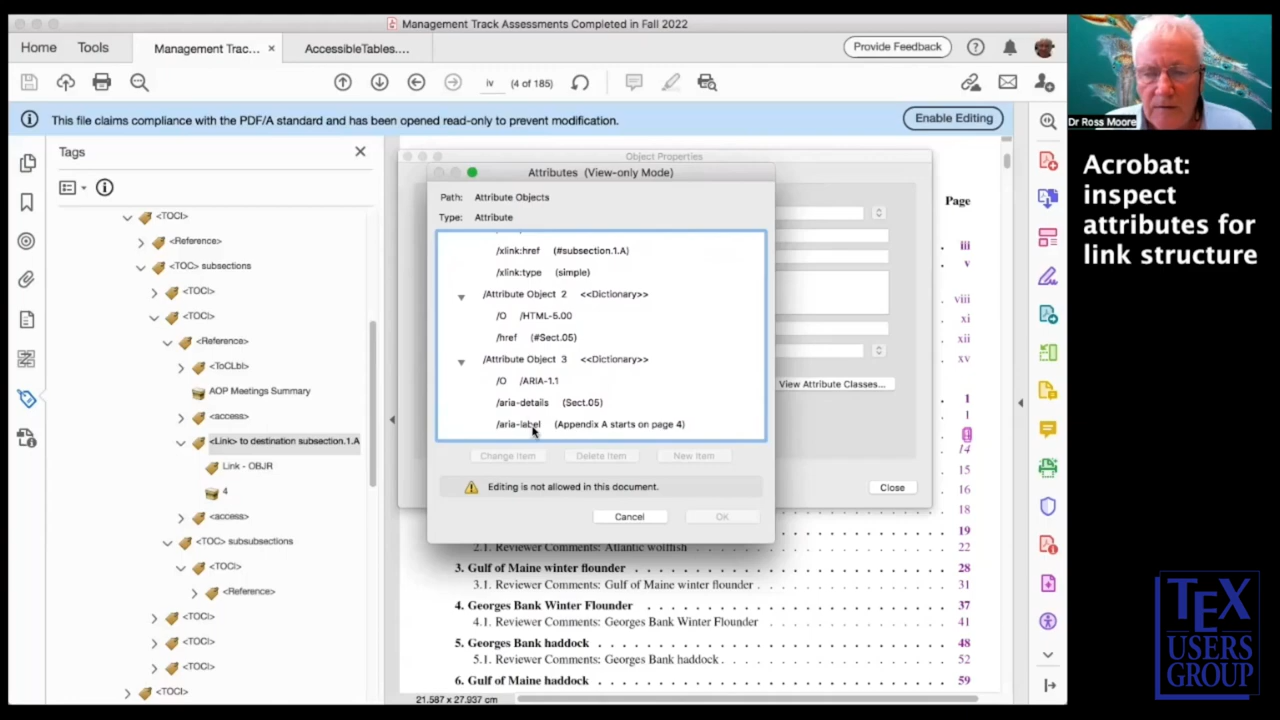 Management Track Assessments Completed in Fall 2022
Home
Tools
Management Trac...
×
AccessibleTables....
Provide Feedback
iv
(4 of 185)
This file claims compliance with the PDF/A standard and has been opened read-only to prevent modification.
Enable Editing
Tags
<TOCI>
<Reference>
<TOC> subsections
<TOCI>
<TOCI>
<Reference>
<ToCLbl>
AOP Meetings Summary
<access>
<Link> to destination subsection.1.A
Link - OBJR
4
<access>
<TOC> subsubsections
<TOCI>
<Reference>
<TOCI>
<TOCI>
<TOCI>
<TOCI>
Object Properties
Attributes (View-only Mode)
Path: Attribute Objects
Type: Attribute
/xlink:href (#subsection.1.A)
/xlink:type (simple)
/Attribute Object 2 <<Dictionary>>
/O /HTML-5.00
/href (#Sect.05)
/Attribute Object 3 <<Dictionary>>
/O /ARIA-1.1
/aria-details (Sect.05)
/aria-label (Appendix A starts on page 4)
Change Item
Delete Item
New Item
Editing is not allowed in this document.
Cancel
OK
View Attribute Classes...
Close
Page
iii
v
viii
xi
xii
xv
1
1
4
14
15
16
18
19
2.1. Reviewer Comments: Atlantic wolffish . . . 22
3. Gulf of Maine winter flounder . . . 28
3.1. Reviewer Comments: Gulf of Maine winter flounder . . . 31
4. Georges Bank Winter Flounder . . . 37
4.1. Reviewer Comments: Georges Bank Winter Flounder . . . 41
5. Georges Bank haddock . . . 48
5.1. Reviewer Comments: Georges Bank haddock . . . 52
6. Gulf of Maine haddock . . . 59
21.587 x 27.937 cm
Dr Ross Moore
Acrobat:
inspect
attributes for
link structure
TEX
USERS
GROUP